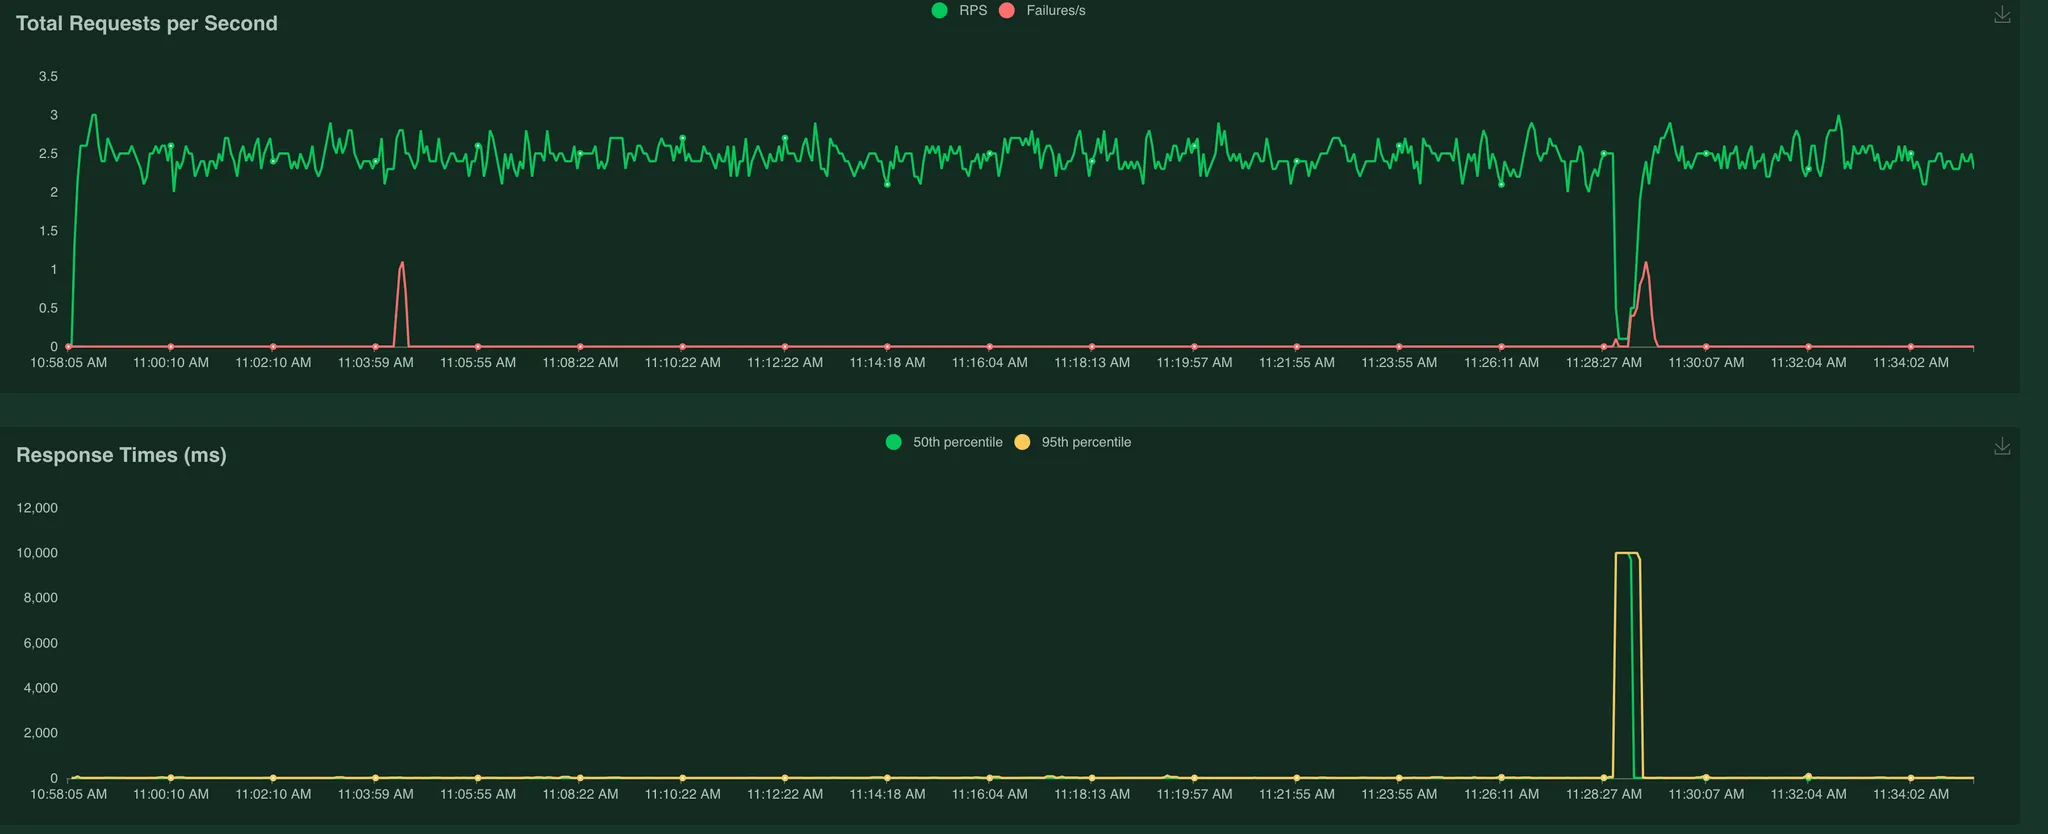 Total Requests per Second
RPS Failures/s
3.5
3
2.5
2
1.5
1
0.5
0
10:58:05 AM 11:00:10 AM 11:02:10 AM 11:03:59 AM 11:05:55 AM 11:08:22 AM 11:10:22 AM 11:12:22 AM 11:14:18 AM 11:16:04 AM 11:18:13 AM 11:19:57 AM 11:21:55 AM 11:23:55 AM 11:26:11 AM 11:28:27 AM 11:30:07 AM 11:32:04 AM 11:34:02 AM
Response Times (ms)
50th percentile 95th percentile
12,000
10,000
8,000
6,000
4,000
2,000
0
10:58:05 AM 11:00:10 AM 11:02:10 AM 11:03:59 AM 11:05:55 AM 11:08:22 AM 11:10:22 AM 11:12:22 AM 11:14:18 AM 11:16:04 AM 11:18:13 AM 11:19:57 AM 11:21:55 AM 11:23:55 AM 11:26:11 AM 11:28:27 AM 11:30:07 AM 11:32:04 AM 11:34:02 AM